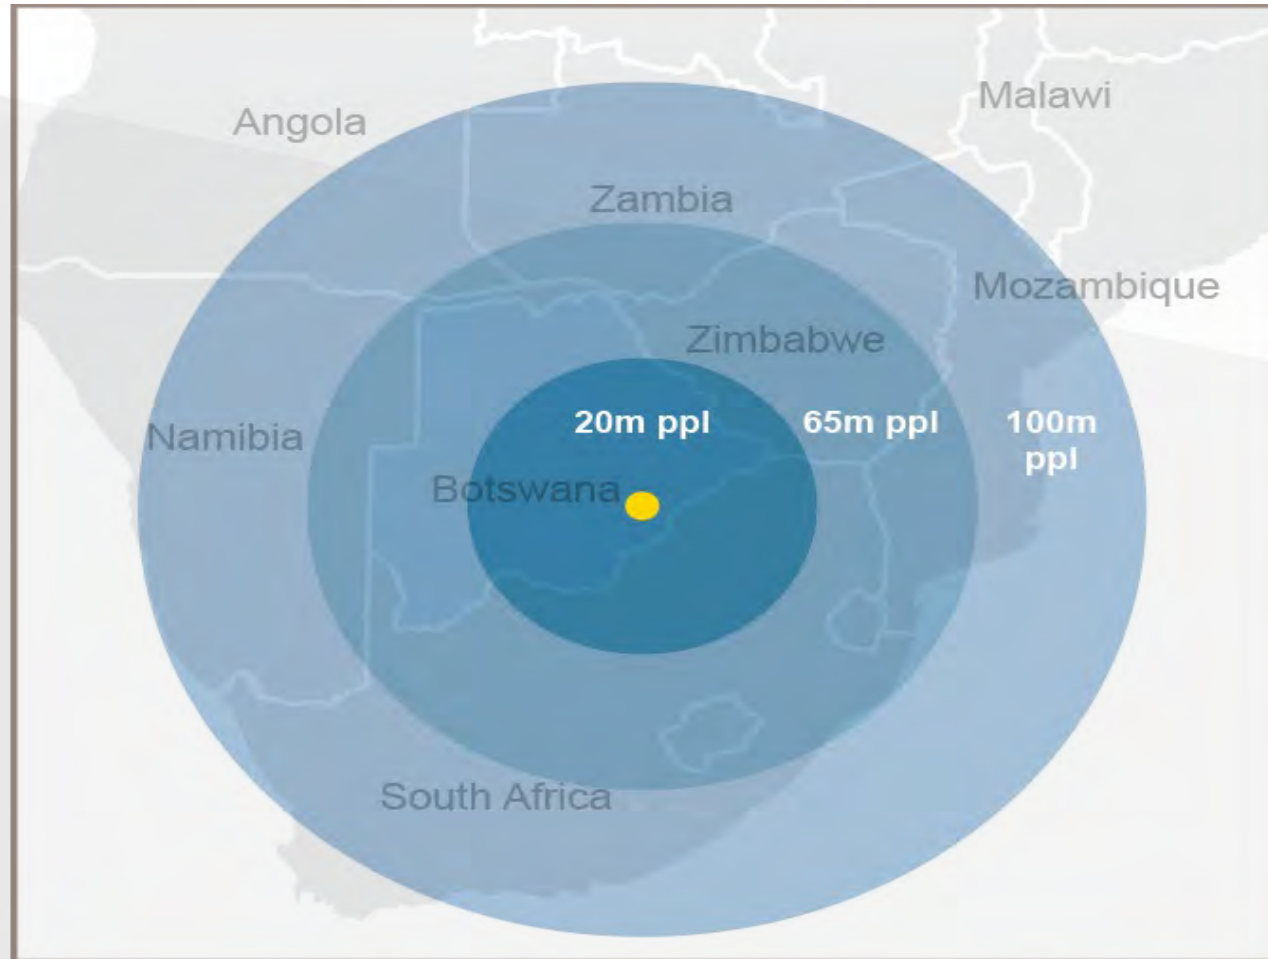 Malawi
Angola
Zambia
Mozambique
Zimbabwe
20m ppl
65m ppl
100m
ppl
Namibia
Botswana
South Africa